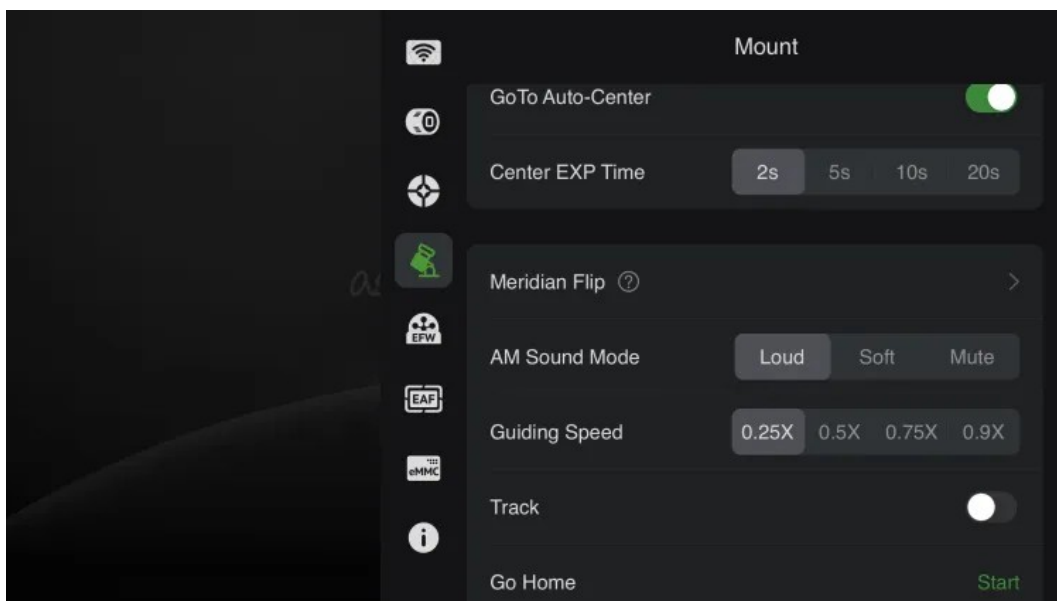 Mount
GoTo Auto-Center
Center EXP Time 2s 5s 10s 20s
Meridian Flip ?
EFW
AM Sound Mode Loud Soft Mute
EAF
Guiding Speed 0.25X 0.5X 0.75X 0.9X
eMMC
Track
i
Go Home Start